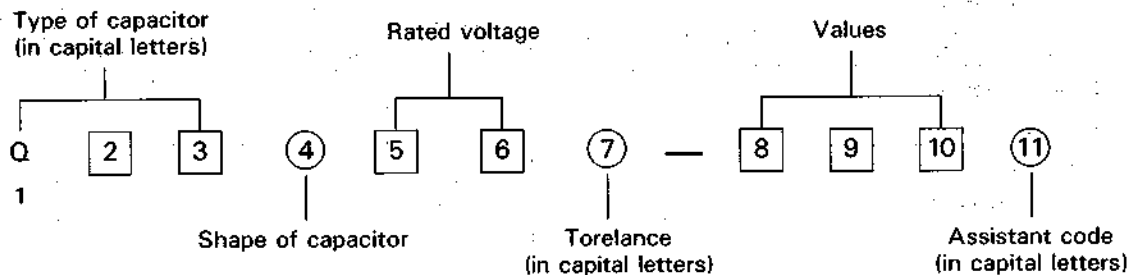 Type of capacitor
(in capital letters)
Rated voltage
Values
Q 2 3 4 5 6 7 — 8 9 10 11
1
Shape of capacitor
Torelance
(in capital letters)
Assistant code
(in capital letters)